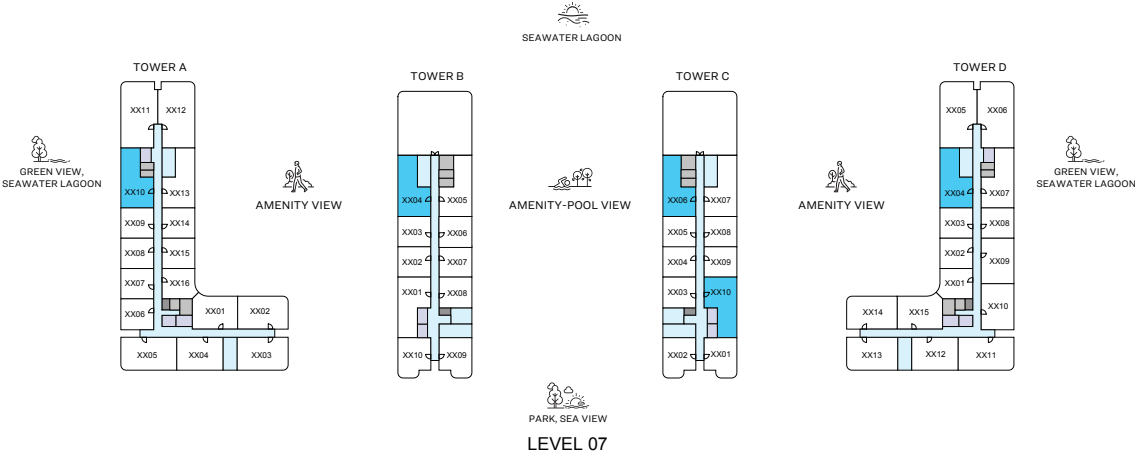 SEAWATER LAGOON
TOWER A
TOWER B
TOWER C
TOWER D
XX11
XX12
XX10
XX13
XX09
XX14
XX08
XX15
XX07
XX16
XX06
XX01
XX02
XX05
XX04
XX03
XX04
XX05
XX03
XX06
XX02
XX07
XX01
XX08
XX10
XX09
XX06
XX07
XX05
XX08
XX04
XX09
XX03
XX10
XX02
XX01
XX05
XX06
XX04
XX07
XX03
XX08
XX02
XX09
XX01
XX10
XX14
XX15
XX13
XX12
XX11
GREEN VIEW,
SEAWATER LAGOON
AMENITY VIEW
AMENITY-POOL VIEW
AMENITY VIEW
GREEN VIEW,
SEAWATER LAGOON
PARK, SEA VIEW
LEVEL 07